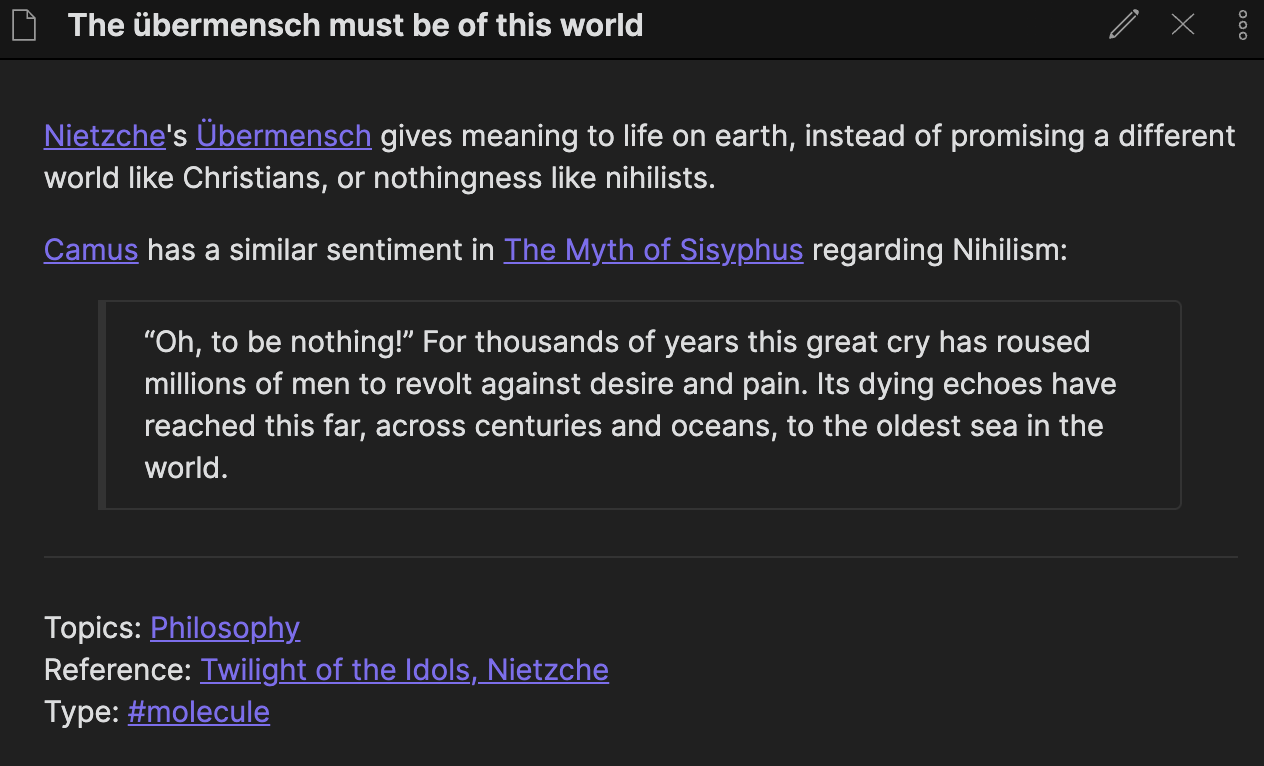 The übermensch must be of this world
Nietzche's Übermensch gives meaning to life on earth, instead of promising a different
world like Christians, or nothingness like nihilists.
Camus has a similar sentiment in The Myth of Sisyphus regarding Nihilism:
“Oh, to be nothing!” For thousands of years this great cry has roused
millions of men to revolt against desire and pain. Its dying echoes have
reached this far, across centuries and oceans, to the oldest sea in the
world.
Topics: Philosophy
Reference: Twilight of the Idols, Nietzche
Type: #molecule